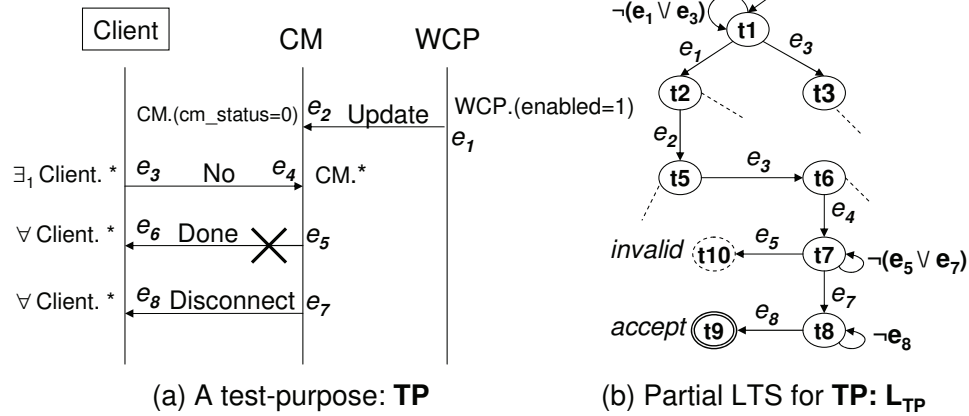 Client
CM
WCP
CM.(cm_status=0)
e2
Update
WCP.(enabled=1)
e1
∃1 Client. *
e3
No
e4
CM.*
∀ Client. *
e6
Done
e5
∀ Client. *
e8
Disconnect
e7
(a) A test-purpose: TP
¬(e1 \/ e3)
t1
e1
e3
t2
t3
e2
t5
e3
t6
e4
invalid
t10
e5
t7
¬(e5 \/ e7)
e7
accept
t9
e8
t8
¬e8
(b) Partial LTS for TP: LTP